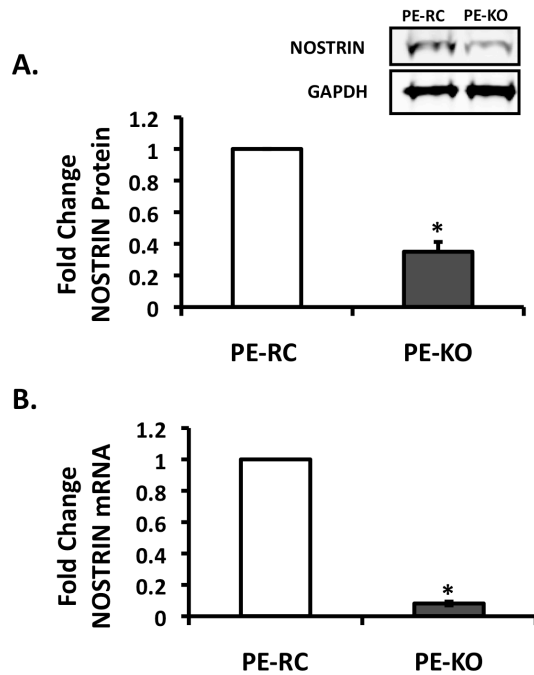 PE-RC PE-KO
NOSTRIN
GAPDH
A.
Fold Change
NOSTRIN Protein
1.2
1
0.8
0.6
0.4
0.2
0
*
PE-RC PE-KO
B.
Fold Change
NOSTRIN mRNA
1.2
1
0.8
0.6
0.4
0.2
0
*
PE-RC PE-KO